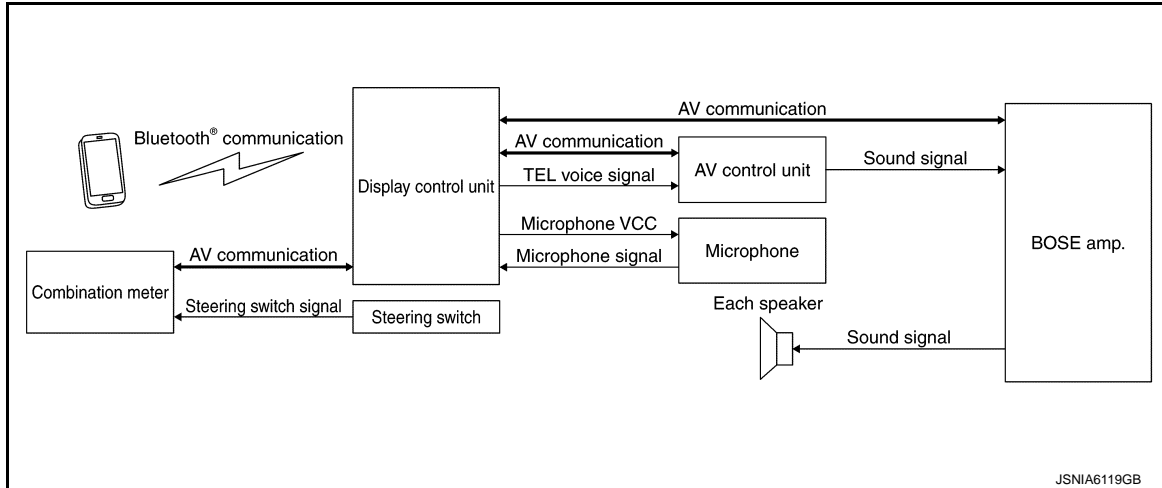 AV communication
Bluetooth® communication
AV communication
AV control unit
Sound signal
TEL voice signal
Display control unit
Microphone VCC
Microphone
Microphone signal
BOSE amp.
AV communication
Combination meter
Steering switch signal
Steering switch
Each speaker
Sound signal
JSNIA6119GB